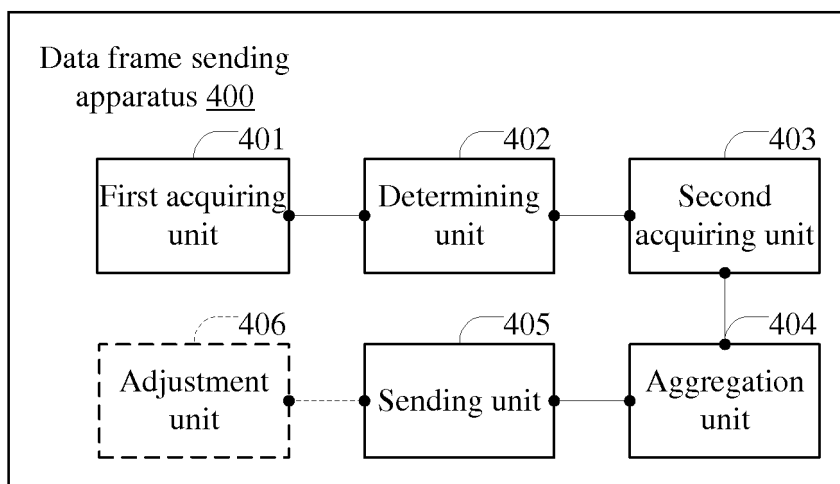 Data frame sending
apparatus 400
401
402
403
First acquiring
unit
Determining
unit
Second
acquiring unit
406
405
404
Adjustment
unit
Sending unit
Aggregation
unit